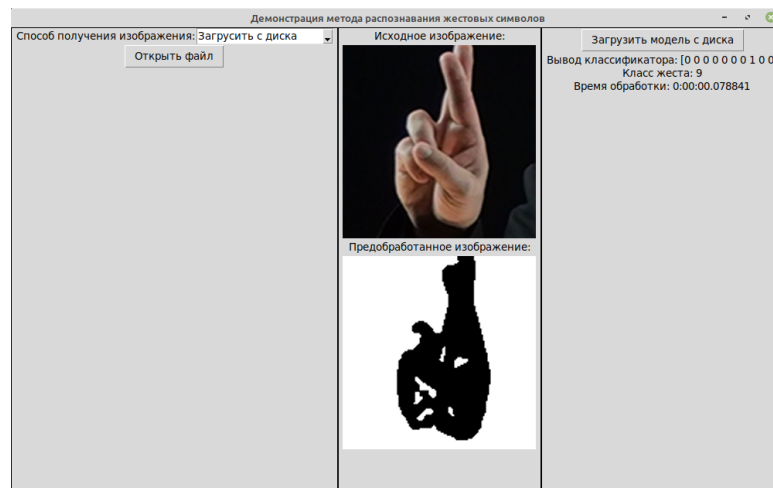 Демонстрация метода распознавания жестовых символов
Способ получения изображения: Загрусить с диска
Открыть файл
Исходное изображение:
Предобработанное изображение:
Загрузить модель с диска
Вывод классификатора: [0 0 0 0 0 0 0 1 0 0
Класс жеста: 9
Время обработки: 0:00:00.078841